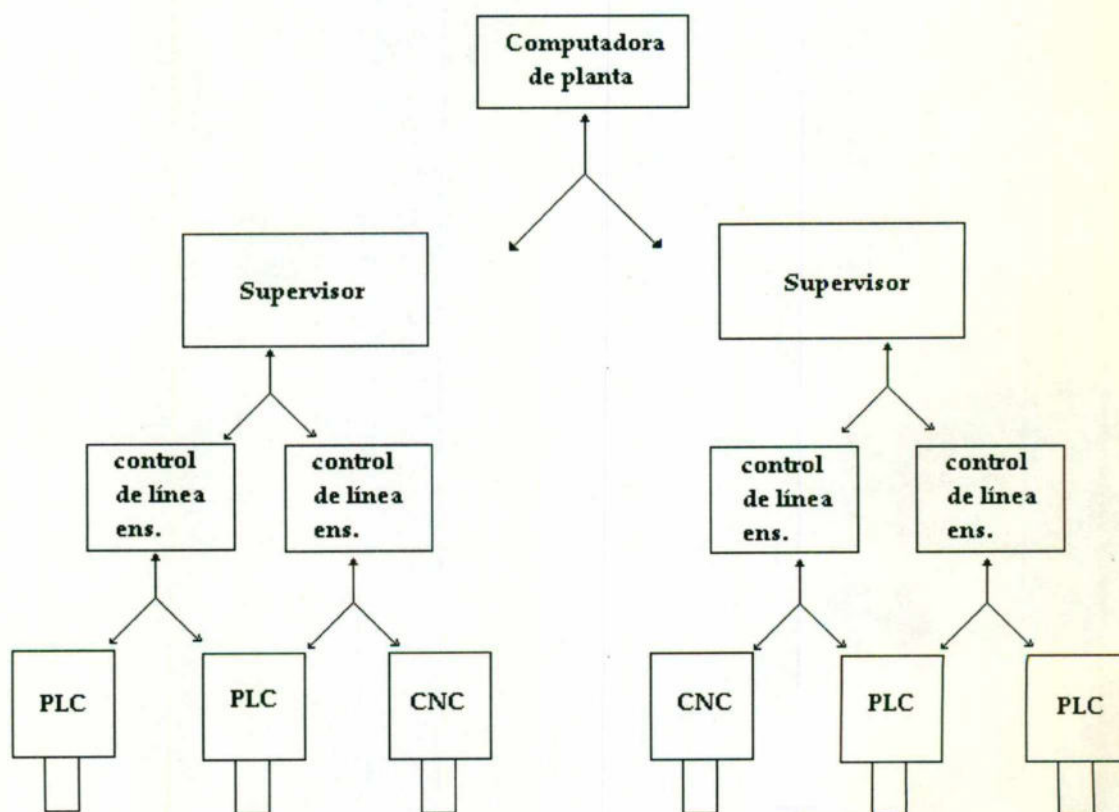 Computadora
de planta
Supervisor
Supervisor
control
de línea
ens.
control
de línea
ens.
control
de línea
ens.
control
de línea
ens.
PLC
PLC
CNC
CNC
PLC
PLC